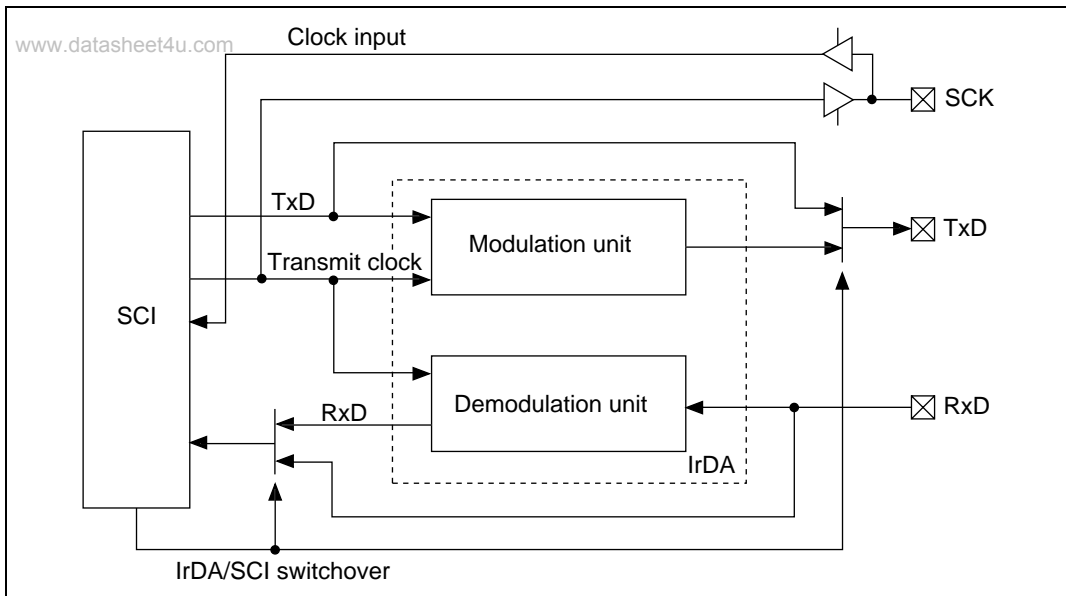 www.datasheet4u.com
Clock input
SCK
TxD
Modulation unit
TxD
Transmit clock
SCI
Demodulation unit
RxD
RxD
IrDA
IrDA/SCI switchover